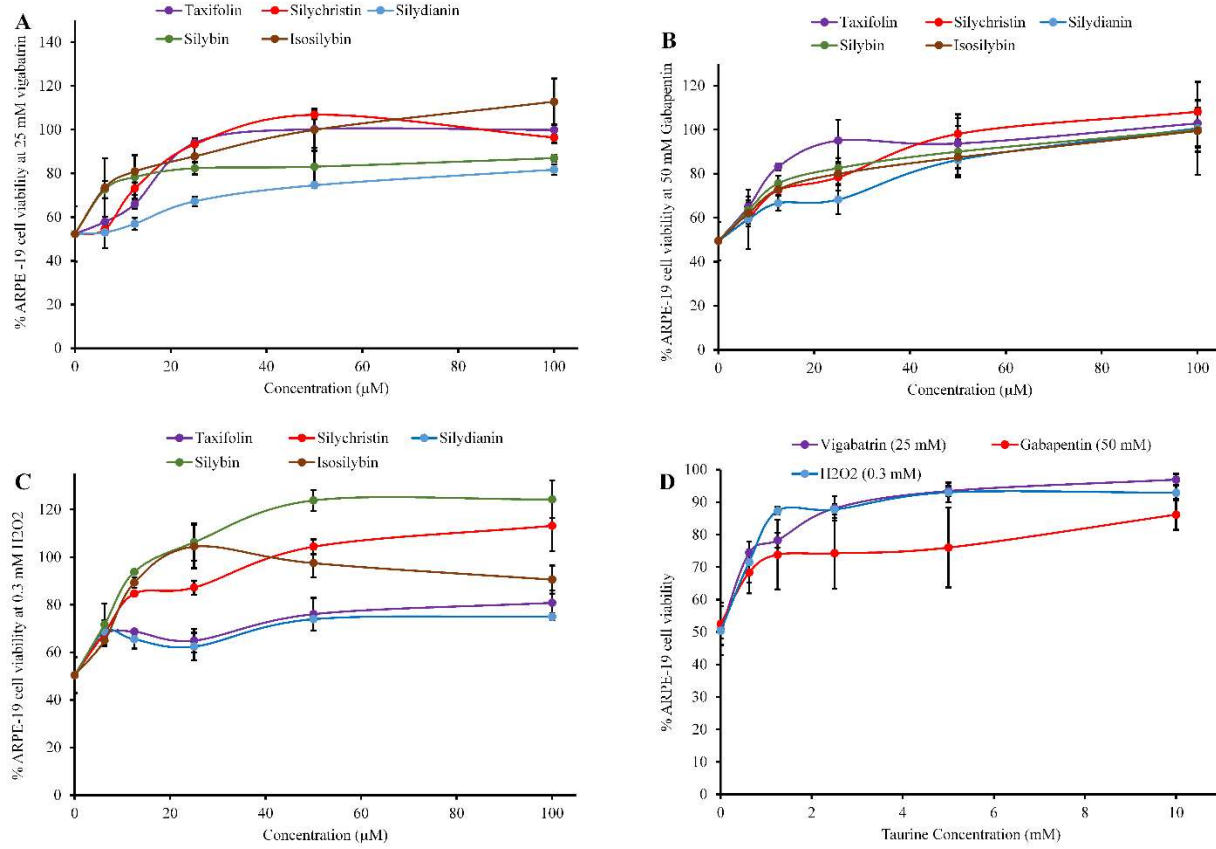 A
Taxifolin Silychristin Silydianin
Silybin Isosilybin
% ARPE -19 cell viability at 25 mM vigabatrin
140
120
100
80
60
40
20
0
0 20 40 60 80 100
Concentration (µM)
B
Taxifolin Silychristin Silydianin
Silybin Isosilybin
% ARPE-19 cell viability at 50 mM Gabapentin
120
100
80
60
40
20
0
0 20 40 60 80 100
Concentration (µM)
C
Taxifolin Silychristin Silydianin
Silybin Isosilybin
% ARPE-19 cell viability at 0.3 mM H2O2
120
100
80
60
40
20
0
0 20 40 60 80 100
Concentration (µM)
D
Vigabatrin (25 mM) Gabapentin (50 mM)
H2O2 (0.3 mM)
% ARPE-19 cell viability
100
90
80
70
60
50
40
30
20
10
0
0 2 4 6 8 10
Taurine Concentration (mM)